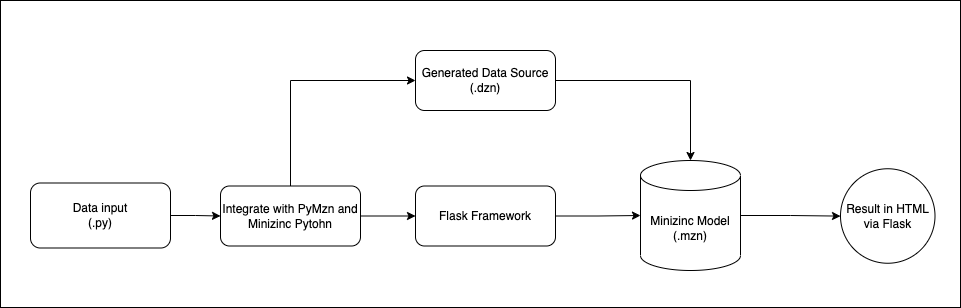 Generated Data Source
(.dzn)
Data input
(.py)
Integrate with PyMzn and
Minizinc Pytohn
Flask Framework
Minizinc Model
(.mzn)
Result in HTML
via Flask